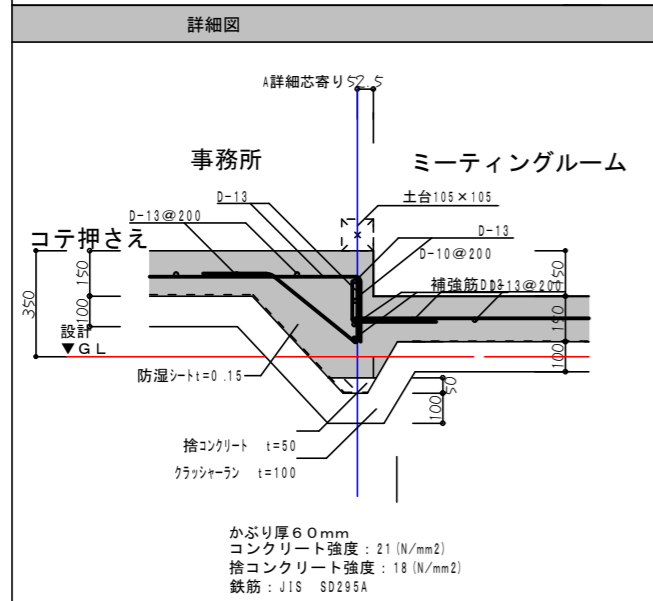 詳細図
A詳細芯寄り52.5
事務所
ミーティングルーム
D-13
土台105×105
D-13@200
D-13
コテ押さえ
D-10@200
補強筋D
13@200
150
50
350
100
150
設計
▼GL
100
防湿シートt=0.15
50
100
捨コンクリート t=50
クラッシャーラン t=100
かぶり厚60mm
コンクリート強度：21(N/mm2)
捨コンクリート強度：18(N/mm2)
鉄筋：JIS SD295A